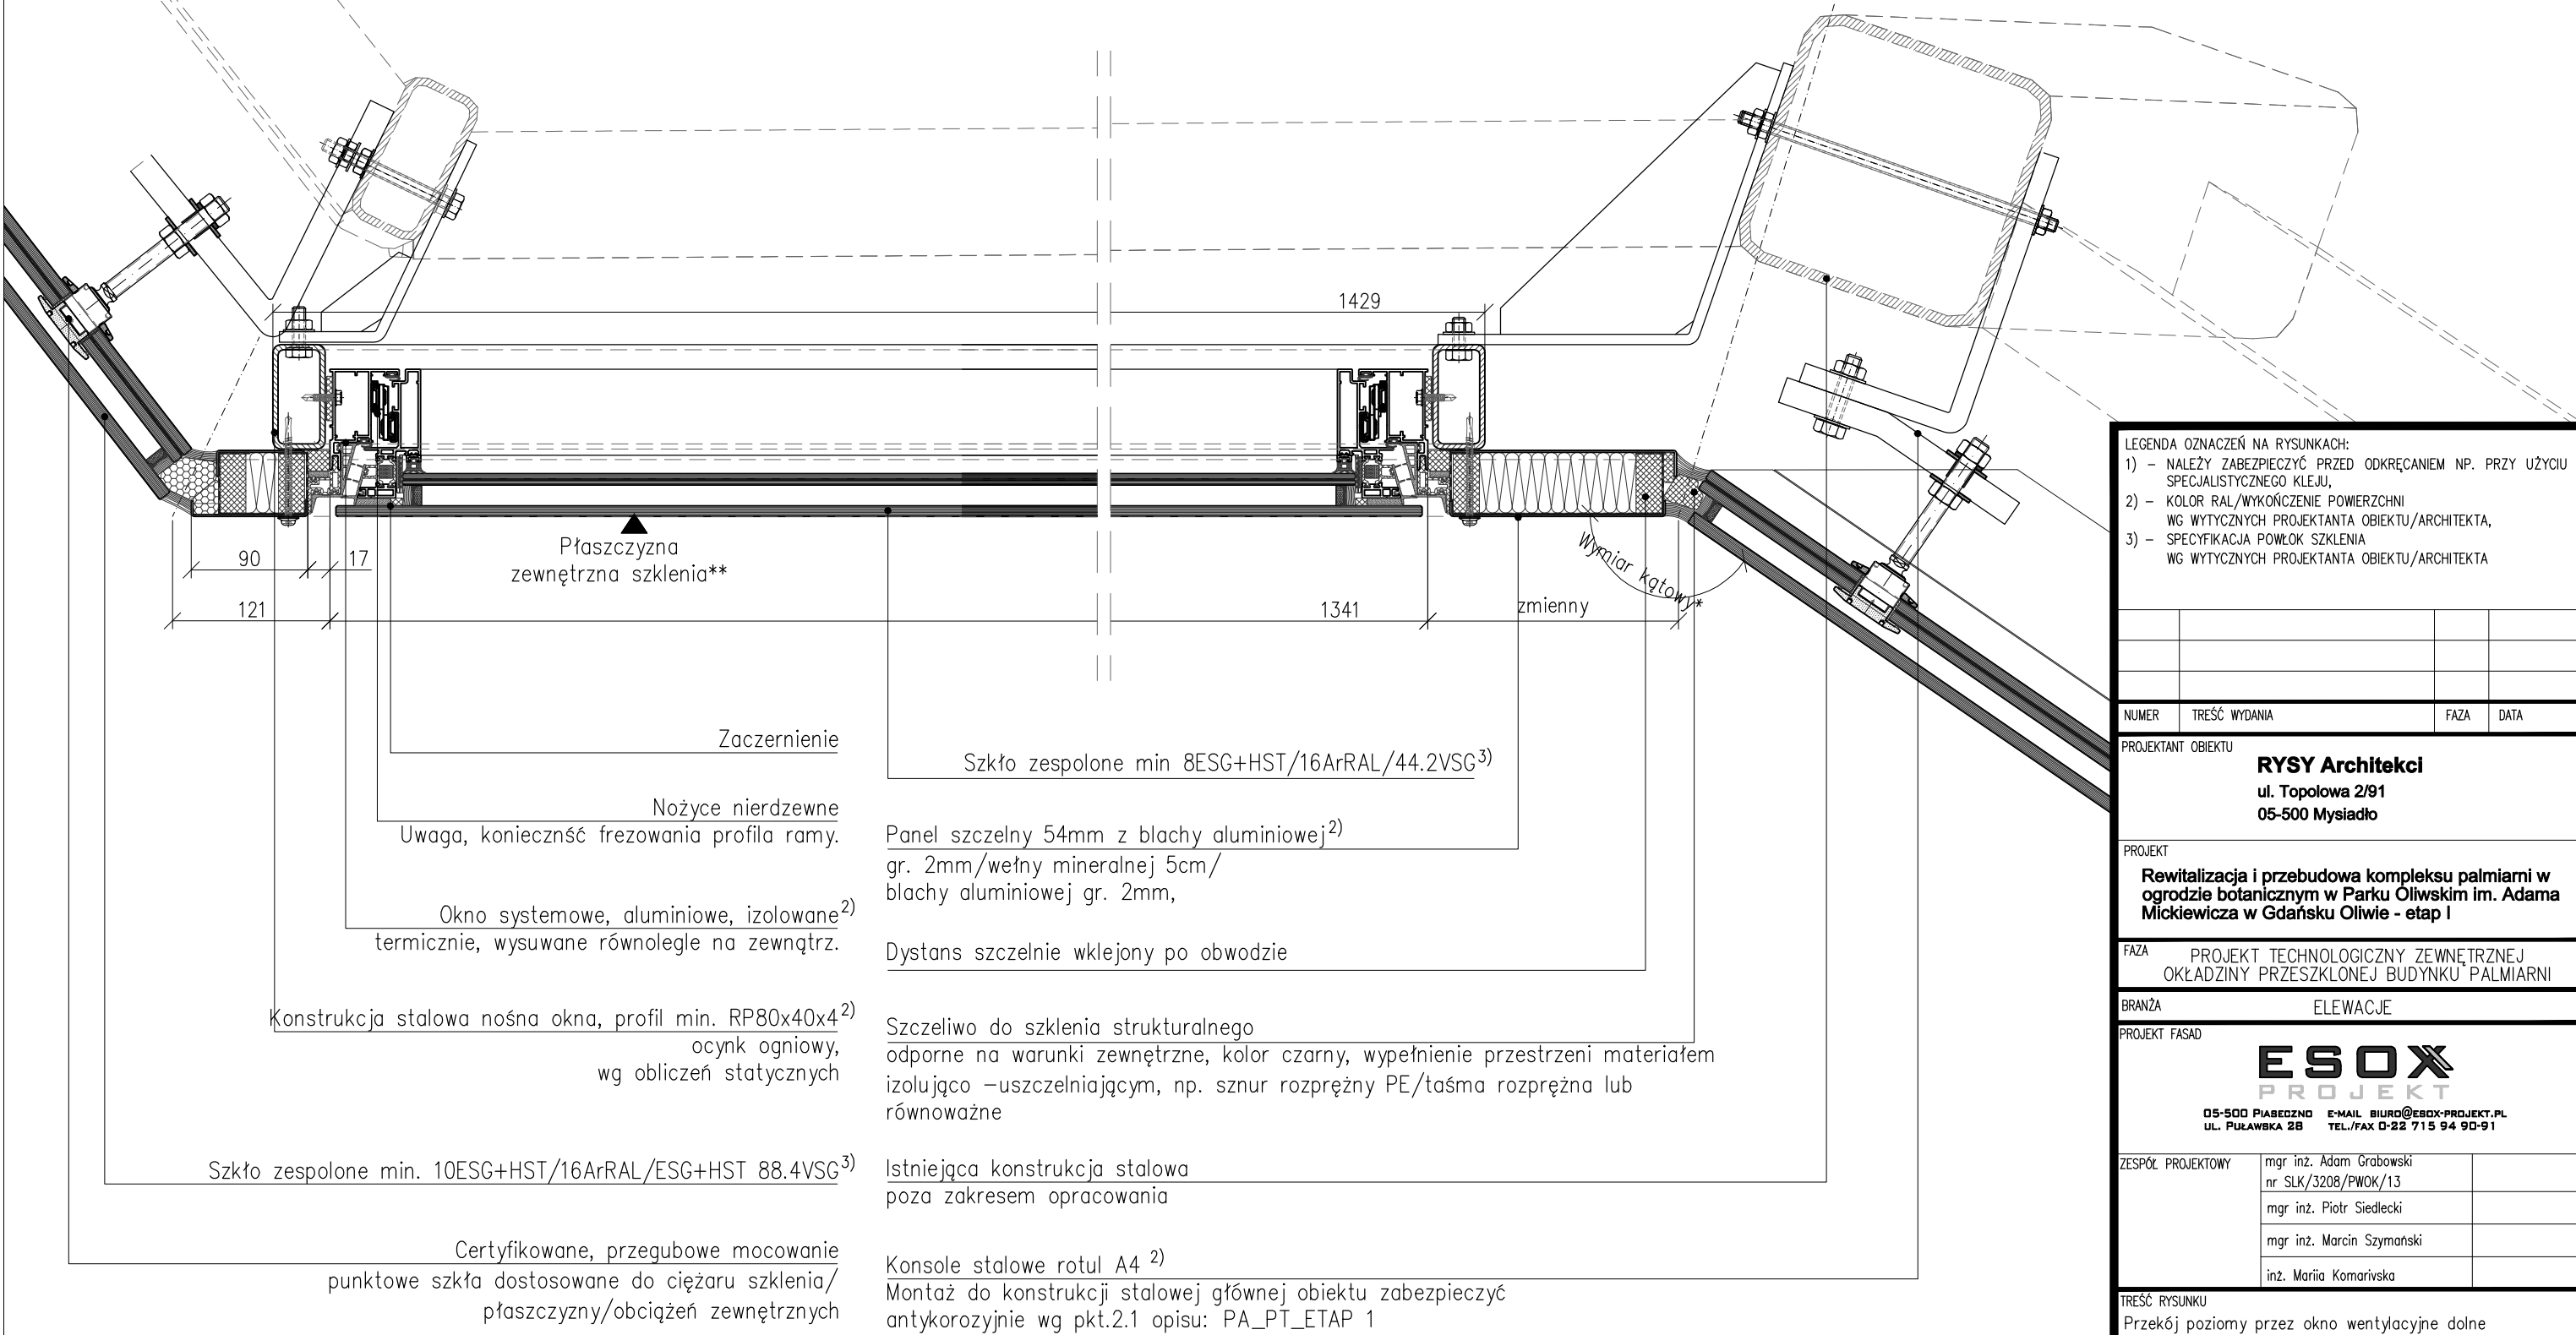 1429
90
17
121
1341
zmienny
Wymiar kątowy*
Płaszczyzna
zewnętrzna szklenia**
Zaczernienie
Nożyce nierdzewne
Uwaga, koniecznść frezowania profila ramy.
Okno systemowe, aluminiowe, izolowane2)
termicznie, wysuwane równolegle na zewnątrz.
Konstrukcja stalowa nośna okna, profil min. RP80x40x42)
ocynk ogniowy,
wg obliczeń statycznych
Szkło zespolone min. 10ESG+HST/16ArRAL/ESG+HST 88.4VSG3)
Certyfikowane, przegubowe mocowanie
punktowe szkła dostosowane do ciężaru szklenia/
płaszczyzny/obciążeń zewnętrznych
Szkło zespolone min 8ESG+HST/16ArRAL/44.2VSG3)
Panel szczelny 54mm z blachy aluminiowej2)
gr. 2mm/wełny mineralnej 5cm/
blachy aluminiowej gr. 2mm,
Dystans szczelnie wklejony po obwodzie
Szczeliwo do szklenia strukturalnego
odporne na warunki zewnętrzne, kolor czarny, wypełnienie przestrzeni materiałem
izolująco –uszczelniającym, np. sznur rozprężny PE/taśma rozprężna lub
równoważne
Istniejąca konstrukcja stalowa
poza zakresem opracowania
Konsole stalowe rotul A4 2)
Montaż do konstrukcji stalowej głównej obiektu zabezpieczyć
antykorozyjnie wg pkt.2.1 opisu: PA_PT_ETAP 1
LEGENDA OZNACZEŃ NA RYSUNKACH:
1) – NALEŻY ZABEZPIECZYĆ PRZED ODKRĘCANIEM NP. PRZY UŻYCIU
SPECJALISTYCZNEGO KLEJU,
2) – KOLOR RAL/WYKOŃCZENIE POWIERZCHNI
WG WYTYCZNYCH PROJEKTANTA OBIEKTU/ARCHITEKTA,
3) – SPECYFIKACJA POWŁOK SZKLENIA
WG WYTYCZNYCH PROJEKTANTA OBIEKTU/ARCHITEKTA
NUMER TREŚĆ WYDANIA FAZA DATA
PROJEKTANT OBIEKTU
RYSY Architekci
ul. Topolowa 2/91
05-500 Mysiadło
PROJEKT
Rewitalizacja i przebudowa kompleksu palmiarni w
ogrodzie botanicznym w Parku Oliwskim im. Adama
Mickiewicza w Gdańsku Oliwie - etap I
FAZA PROJEKT TECHNOLOGICZNY ZEWNĘTRZNEJ
OKŁADZINY PRZESZKLONEJ BUDYNKU PALMIARNI
BRANŻA ELEWACJE
PROJEKT FASAD
ESOX
PROJEKT
05-500 PIASECZNO E-MAIL BIURO@ESOX-PROJEKT.PL
UL. PUŁAWSKA 28 TEL./FAX 0-22 715 94 90-91
ZESPÓŁ PROJEKTOWY mgr inż. Adam Grabowski
nr SLK/3208/PWOK/13
mgr inż. Piotr Siedlecki
mgr inż. Marcin Szymański
inż. Mariia Komarivska
TREŚĆ RYSUNKU
Przekój poziomy przez okno wentylacyjne dolne